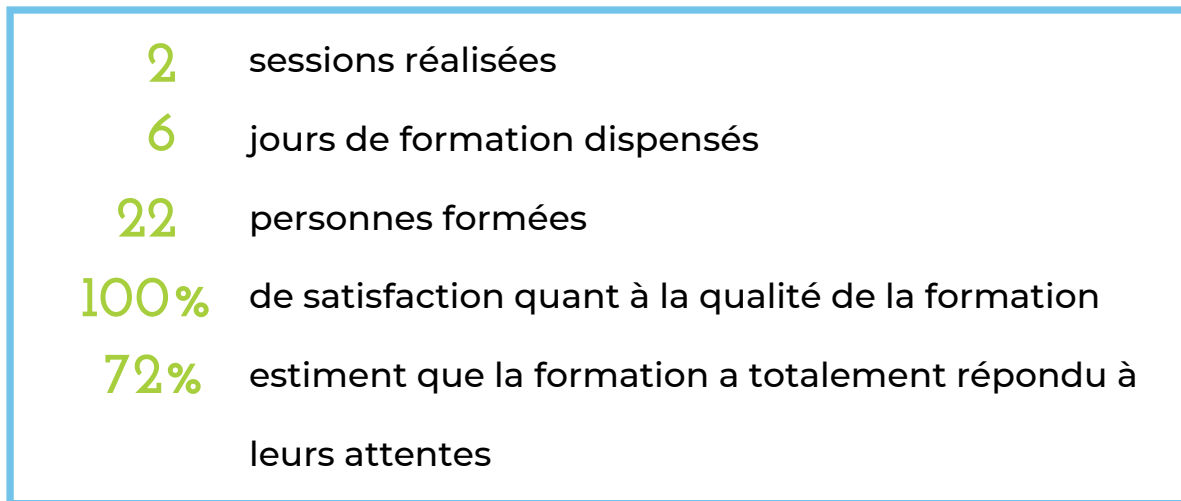 2 sessions réalisées
6 jours de formation dispensés
22 personnes formées
100% de satisfaction quant à la qualité de la formation
72% estiment que la formation a totalement répondu à
leurs attentes